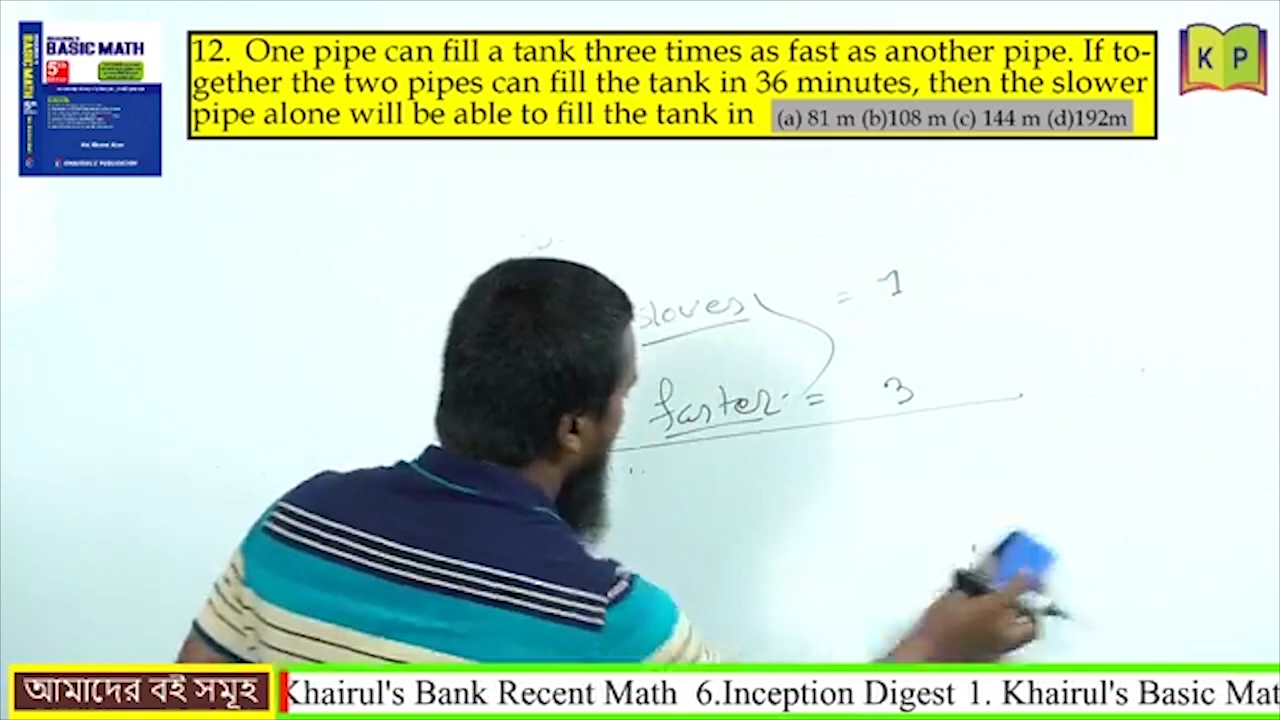 BASIC MATH
5th
BASIC MATH
12. One pipe can fill a tank three times as fast as another pipe. If to-
gether the two pipes can fill the tank in 36 minutes, then the slower
pipe alone will be able to fill the tank in (a) 81 m (b)108 m (c) 144 m (d)192m
K P
slower = 1
faster = 3
আমাদের বই সমূহ Khairul's Bank Recent Math 6.Inception Digest 1. Khairul's Basic Mat